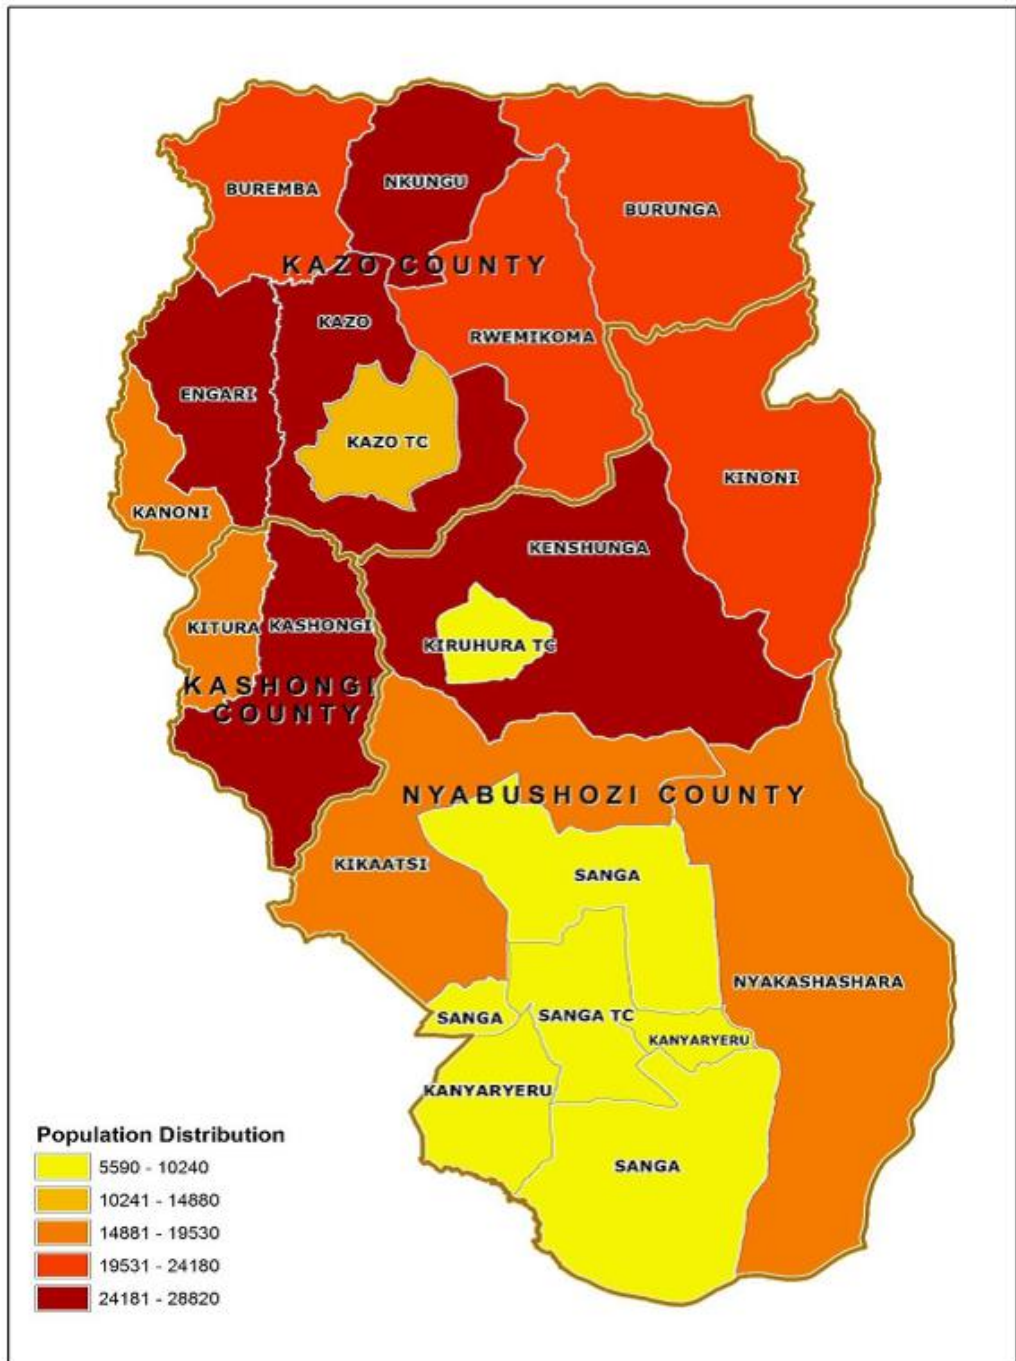 BUREMBA
NKUNGU
BURUNGA
KAZO COUNTY
KAZO
RWEMIKOMA
ENGARI
KAZO TC
KINONI
KANONI
KENSHUNGA
KITURA
KASHONGI
KIRUHURA TC
KASHONGI
COUNTY
NYABUSHOZI COUNTY
KIKAATSI
SANGA
NYAKASHASHARA
SANGA
SANGA TC
KANYARYERU
KANYARYERU
SANGA
Population Distribution
5590 - 10240
10241 - 14880
14881 - 19530
19531 - 24180
24181 - 28820